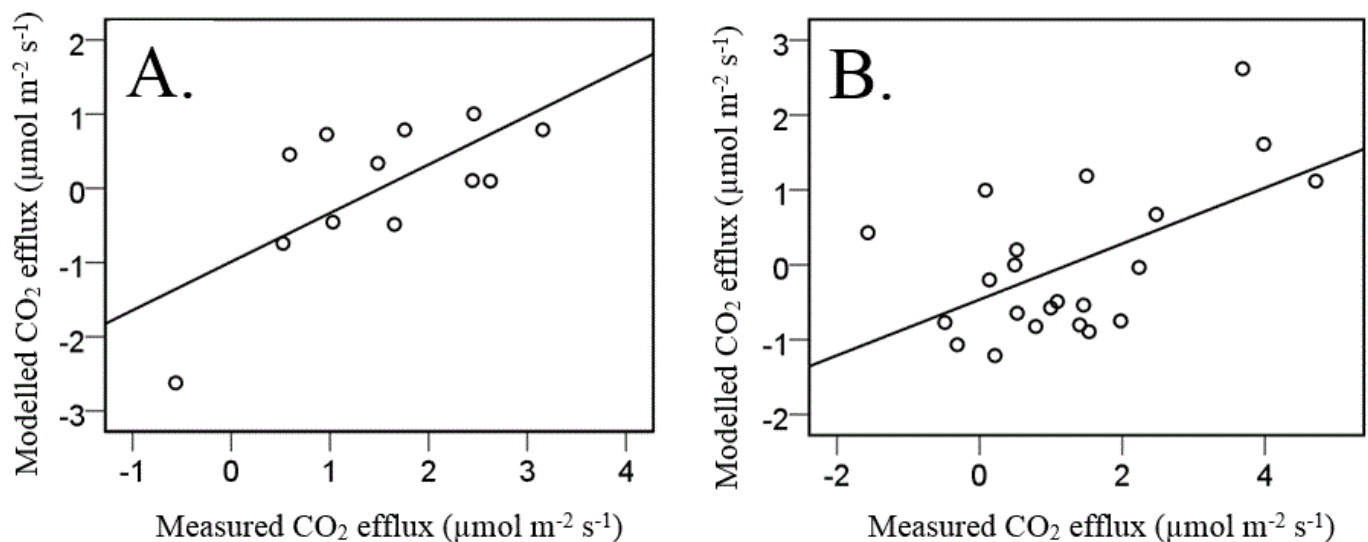 A.
Modelled CO₂ efflux (µmol m⁻² s⁻¹)
2
1
0
-1
-2
-3
-1 0 1 2 3 4
Measured CO₂ efflux (µmol m⁻² s⁻¹)
B.
Modelled CO₂ efflux (µmol m⁻² s⁻¹)
3
2
1
0
-1
-2
-2 0 2 4
Measured CO₂ efflux (µmol m⁻² s⁻¹)